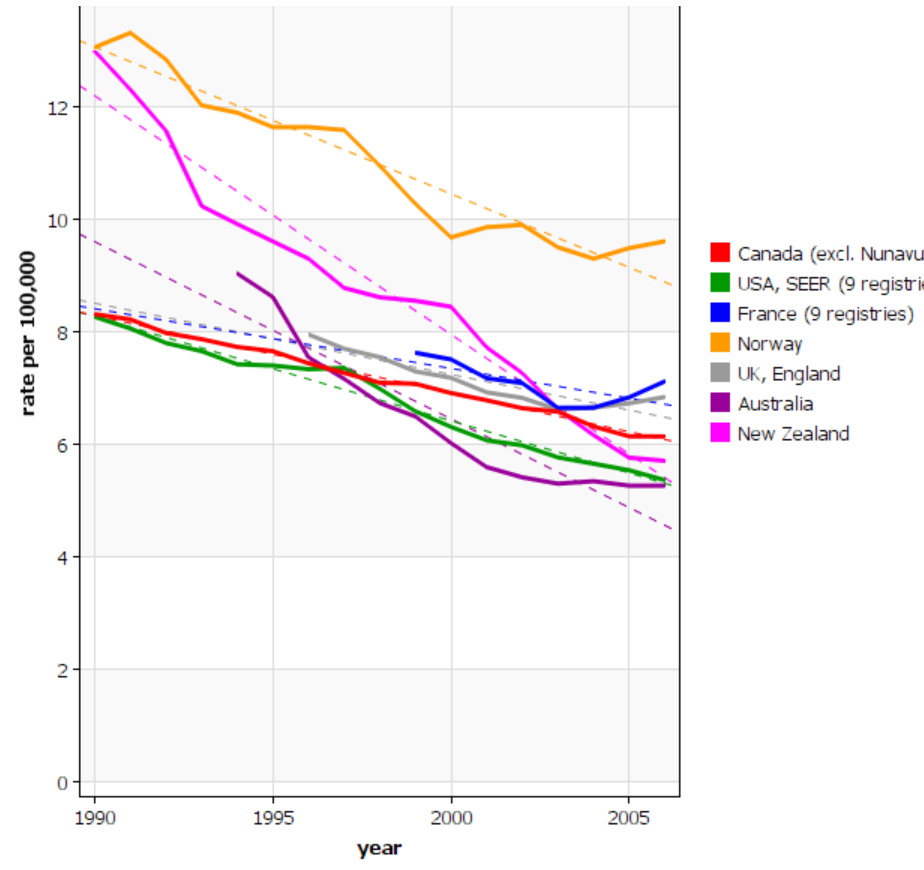 12
10
8
6
4
2
0
rate per 100,000
1990
1995
2000
2005
year
Canada (excl. Nunavu
USA, SEER (9 registrie
France (9 registries)
Norway
UK, England
Australia
New Zealand